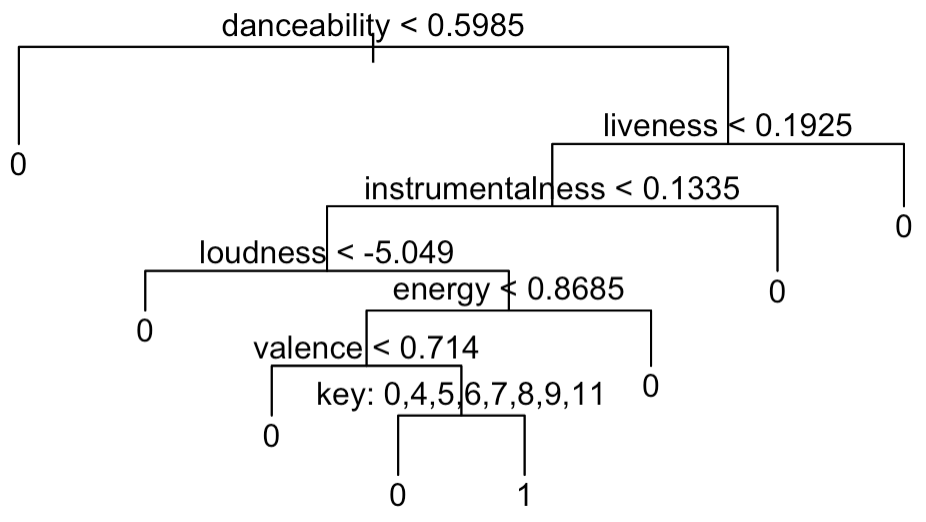 danceability < 0.5985
liveness < 0.1925
0
instrumentalness < 0.1335
0
loudness < -5.049
energy < 0.8685
0
0
valence < 0.714
0
key: 0,4,5,6,7,8,9,11
0
0 1